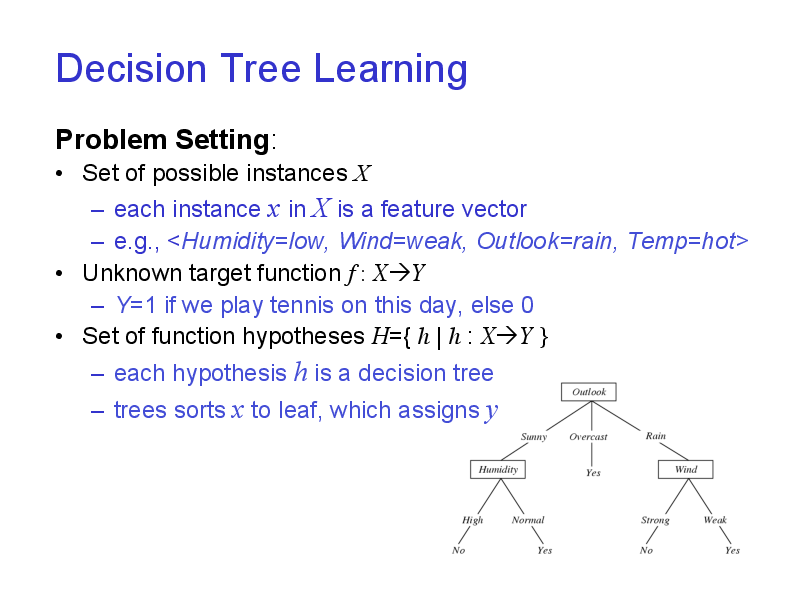 Decision Tree Learning
Problem Setting:
• Set of possible instances X
– each instance x in X is a feature vector
– e.g., <Humidity=low, Wind=weak, Outlook=rain, Temp=hot>
• Unknown target function f : X→Y
– Y=1 if we play tennis on this day, else 0
• Set of function hypotheses H={ h | h : X→Y }
– each hypothesis h is a decision tree
– trees sorts x to leaf, which assigns y
Outlook
Sunny Overcast Rain
Humidity Yes Wind
High Normal Strong Weak
No Yes No Yes